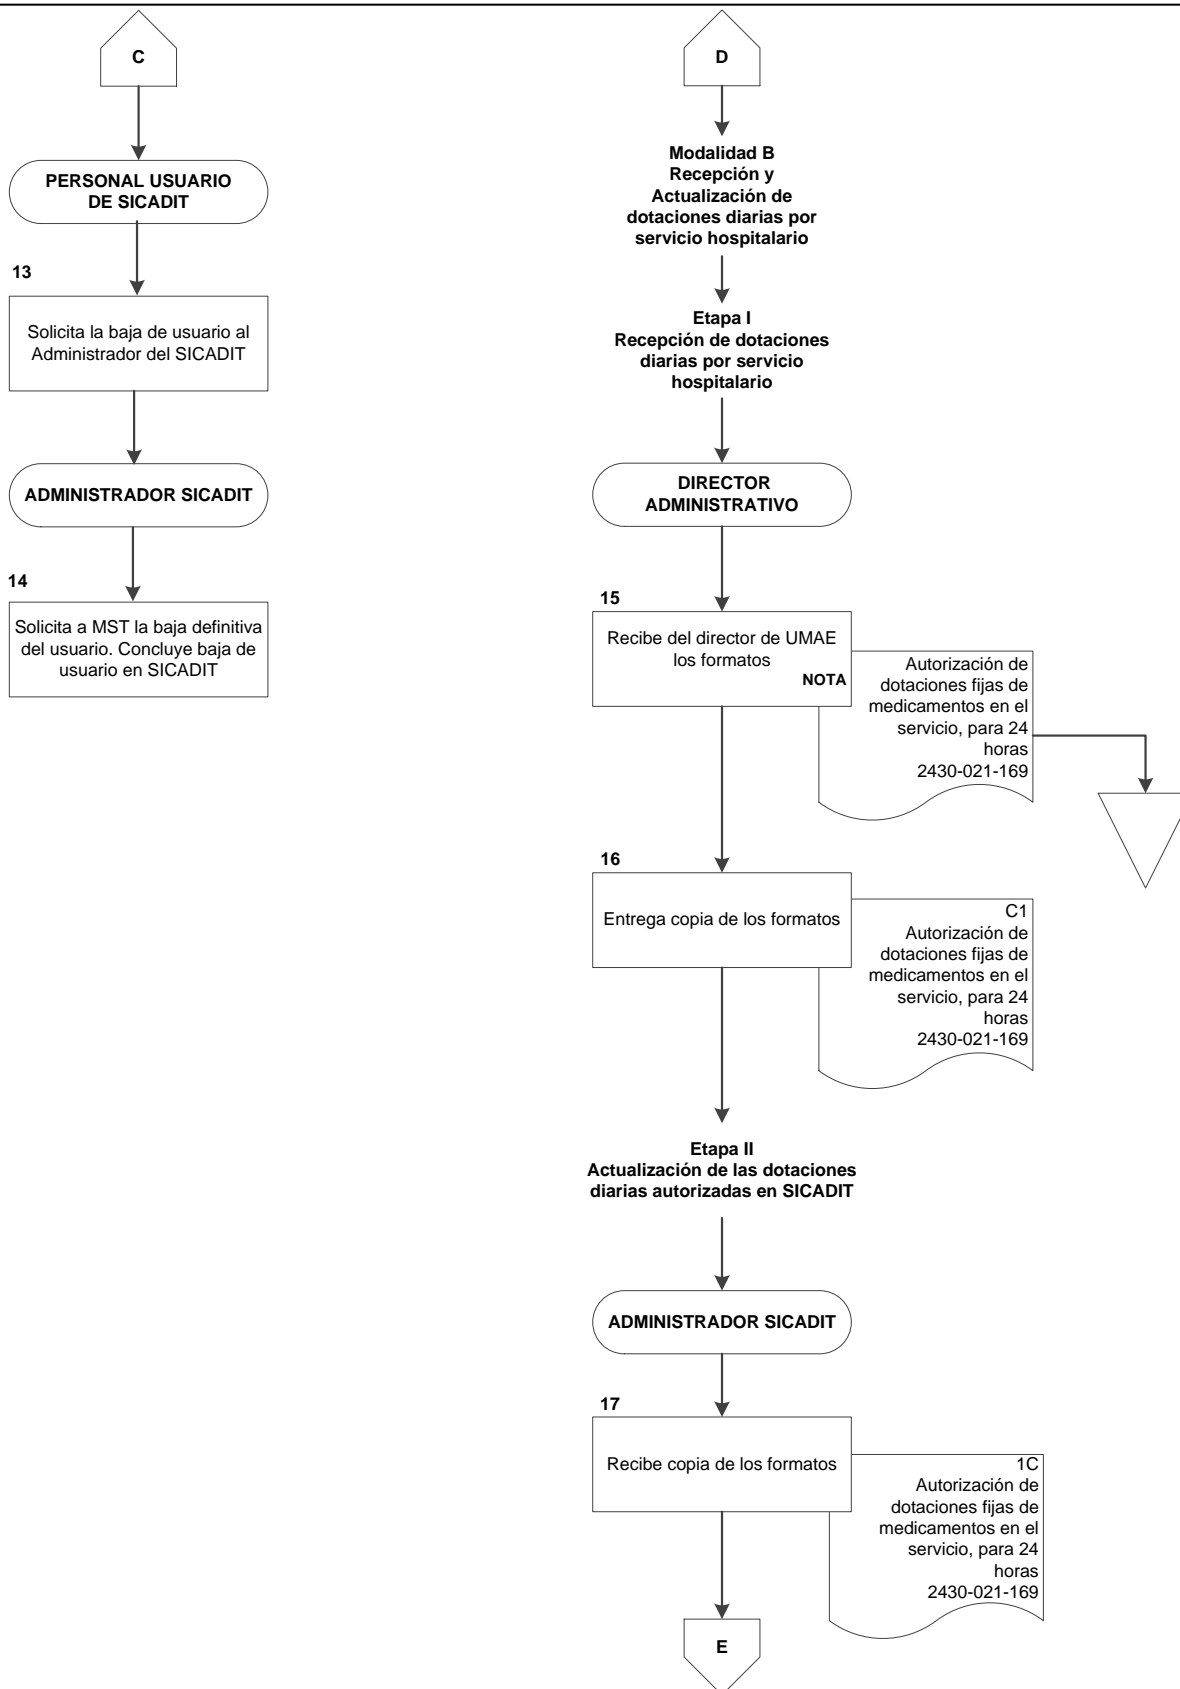 C
PERSONAL USUARIO
DE SICADIT
13
Solicita la baja de usuario al
Administrador del SICADIT
ADMINISTRADOR SICADIT
14
Solicita a MST la baja definitiva
del usuario. Concluye baja de
usuario en SICADIT
D
Modalidad B
Recepción y
Actualización de
dotaciones diarias por
servicio hospitalario
Etapa I
Recepción de dotaciones
diarias por servicio
hospitalario
DIRECTOR
ADMINISTRATIVO
15
Recibe del director de UMAE
los formatos
NOTA
Autorización de
dotaciones fijas de
medicamentos en el
servicio, para 24
horas
2430-021-169
16
Entrega copia de los formatos
C1
Autorización de
dotaciones fijas de
medicamentos en el
servicio, para 24
horas
2430-021-169
Etapa II
Actualización de las dotaciones
diarias autorizadas en SICADIT
ADMINISTRADOR SICADIT
17
Recibe copia de los formatos
1C
Autorización de
dotaciones fijas de
medicamentos en el
servicio, para 24
horas
2430-021-169
E